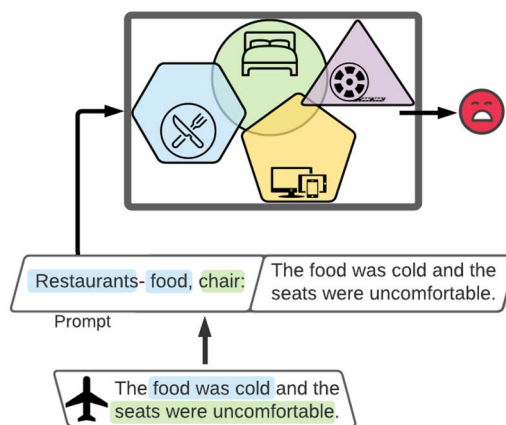 Restaurants- food, chair:
The food was cold and the
seats were uncomfortable.
Prompt
The food was cold and the
seats were uncomfortable.